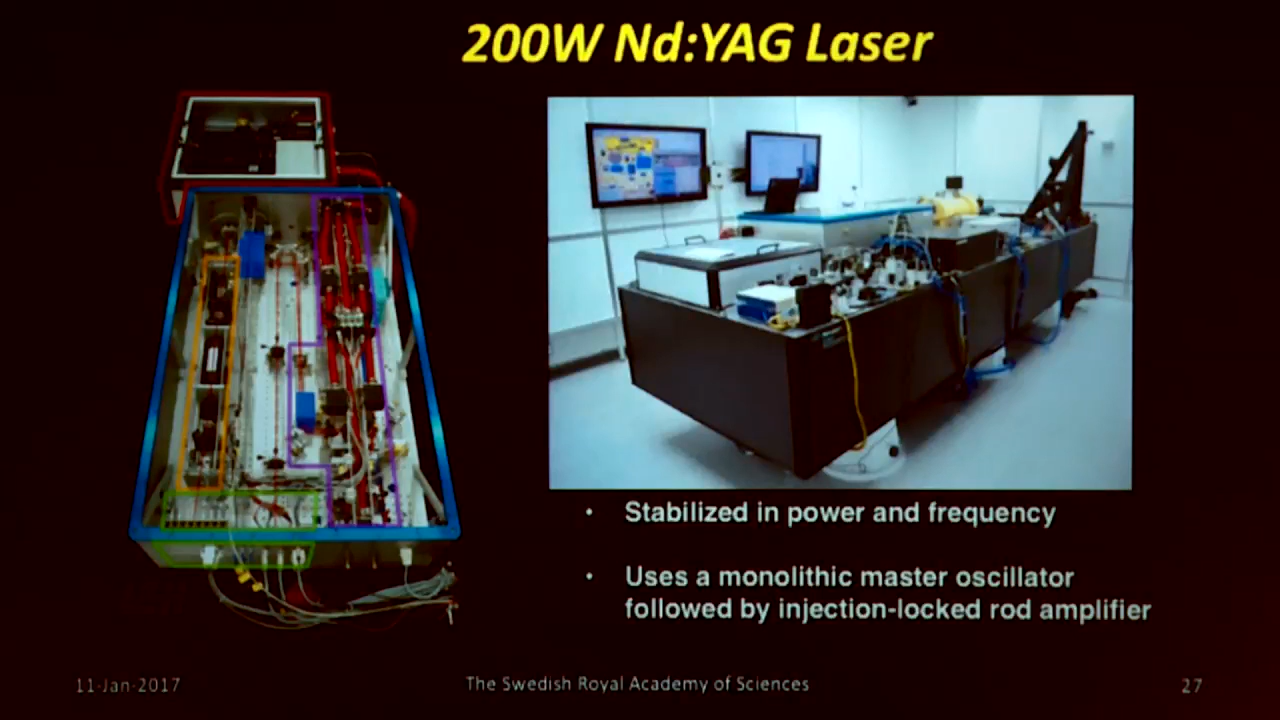 200W Nd:YAG Laser
• Stabilized in power and frequency
• Uses a monolithic master oscillator
followed by injection-locked rod amplifier
11-Jan-2017
The Swedish Royal Academy of Sciences
27